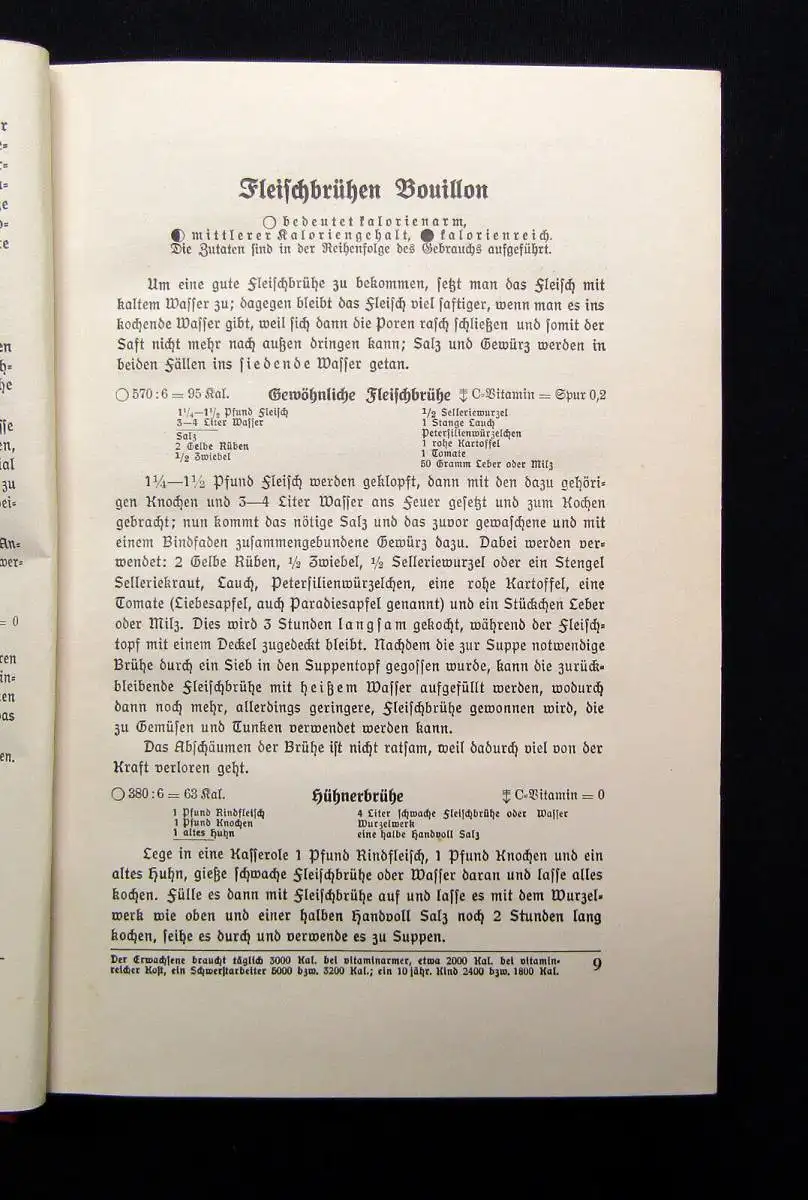 Fleischbrühen Bouillon
○ bedeutet kalorienarm,
◐ mittlerer Kaloriengehalt, ● kalorienreich.
Die Zutaten sind in der Reihenfolge des Gebrauchs aufgeführt.
Um eine gute Fleischbrühe zu bekommen, setzt man das Fleisch mit
kaltem Wasser zu; dagegen bleibt das Fleisch viel saftiger, wenn man es ins
kochende Wasser gibt, weil sich dann die Poren rasch schließen und somit der
Saft nicht mehr nach außen dringen kann; Salz und Gewürz werden in
beiden Fällen ins siedende Wasser getan.
○ 570:6 = 95 Kal. Gewöhnliche Fleischbrühe C-Vitamin = Spur 0,2
1¼—1½ Pfund Fleisch
3—4 Liter Wasser
Salz
2 Gelbe Rüben
½ Zwiebel
½ Selleriewurzel
1 Stange Lauch
Petersilienwürzelchen
1 rohe Kartoffel
1 Tomate
50 Gramm Leber oder Milz
1¼—1½ Pfund Fleisch werden geklopft, dann mit den dazu gehöri-
gen Knochen und 3—4 Liter Wasser ans Feuer gesetzt und zum Kochen
gebracht; nun kommt das nötige Salz und das zuvor gewaschene und mit
einem Bindfaden zusammengebundene Gewürz dazu. Dabei werden ver-
wendet: 2 Gelbe Rüben, ½ Zwiebel, ½ Selleriewurzel oder ein Stengel
Selleriekraut, Lauch, Petersilienwürzelchen, eine rohe Kartoffel, eine
Tomate (Liebesapfel, auch Paradiesapfel genannt) und ein Stückchen Leber
oder Milz. Dies wird 3 Stunden langsam gekocht, während der Fleisch-
topf mit einem Deckel zugedeckt bleibt. Nachdem die zur Suppe notwendige
Brühe durch ein Sieb in den Suppentopf gegossen wurde, kann die zurück-
bleibende Fleischbrühe mit heißem Wasser aufgefüllt werden, wodurch
dann noch mehr, allerdings geringere, Fleischbrühe gewonnen wird, die
zu Gemüsen und Tunken verwendet werden kann.
Das Abschäumen der Brühe ist nicht ratsam, weil dadurch viel von der
Kraft verloren geht.
○ 380:6 = 63 Kal. Hühnerbrühe C-Vitamin = 0
1 Pfund Rindfleisch
1 Pfund Knochen
1 altes Huhn
4 Liter schwache Fleischbrühe oder Wasser
Wurzelwerk
eine halbe Handvoll Salz
Lege in eine Kasserole 1 Pfund Rindfleisch, 1 Pfund Knochen und ein
altes Huhn, gieße schwache Fleischbrühe oder Wasser daran und lasse alles
kochen. Fülle es dann mit Fleischbrühe auf und lasse es mit dem Wurzel-
werk wie oben und einer halben Handvoll Salz noch 2 Stunden lang
kochen, seihe es durch und verwende es zu Suppen.
Der Erwachsene braucht täglich 3000 Kal. bei vitaminarmer, etwa 2000 Kal. bei vitamin-
reicher Kost, ein Schwerstarbeiter 5000 bzw. 3200 Kal.; ein 10 jähr. Kind 2400 bzw. 1800 Kal.
9